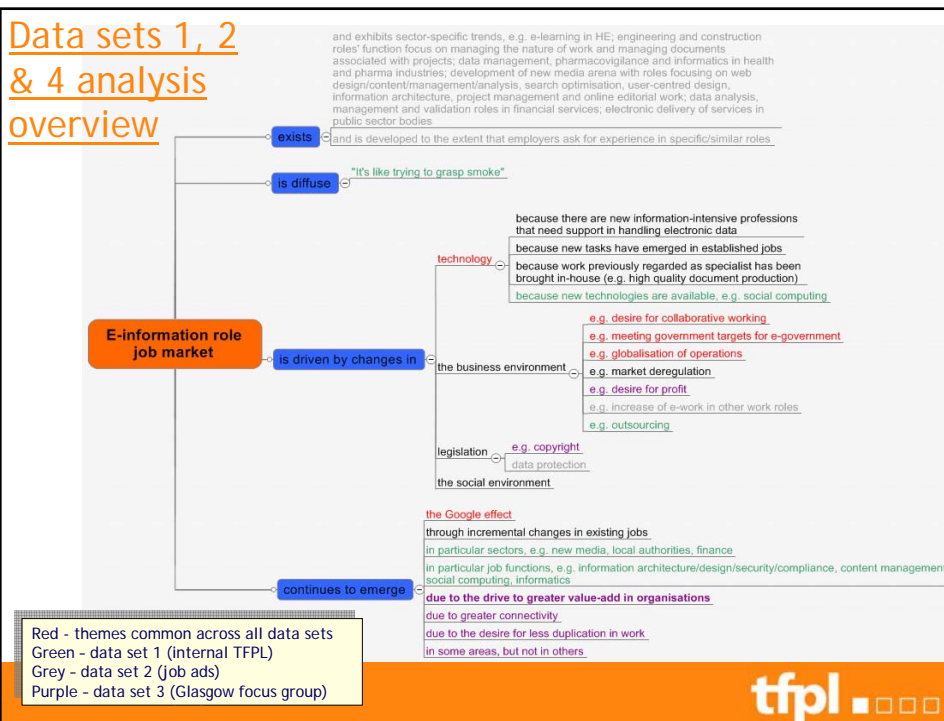 Data sets 1, 2
& 4 analysis
overview
and exhibits sector-specific trends, e.g. e-learning in HE; engineering and construction
roles' function focus on managing the nature of work and managing documents
associated with projects; data management, pharmacovigilance and informatics in health
and pharma industries; development of new media arena with roles focusing on web
design/content/management/analysis, search optimisation, user-centred design,
information architecture, project management and online editorial work; data analysis,
management and validation roles in financial services; electronic delivery of services in
public sector bodies
exists
and is developed to the extent that employers ask for experience in specific/similar roles
is diffuse
"It's like trying to grasp smoke"
E-information role
job market
is driven by changes in
technology
because there are new information-intensive professions
that need support in handling electronic data
because new tasks have emerged in established jobs
because work previously regarded as specialist has been
brought in-house (e.g. high quality document production)
because new technologies are available, e.g. social computing
the business environment
e.g. desire for collaborative working
e.g. meeting government targets for e-government
e.g. globalisation of operations
e.g. market deregulation
e.g. desire for profit
e.g. increase of e-work in other work roles
e.g. outsourcing
legislation
e.g. copyright
data protection
the social environment
continues to emerge
the Google effect
through incremental changes in existing jobs
in particular sectors, e.g. new media, local authorities, finance
in particular job functions, e.g. information architecture/design/security/compliance, content management
social computing, informatics
due to the drive to greater value-add in organisations
due to greater connectivity
due to the desire for less duplication in work
in some areas, but not in others
Red - themes common across all data sets
Green - data set 1 (internal TFPL)
Grey - data set 2 (job ads)
Purple - data set 3 (Glasgow focus group)
tfpl